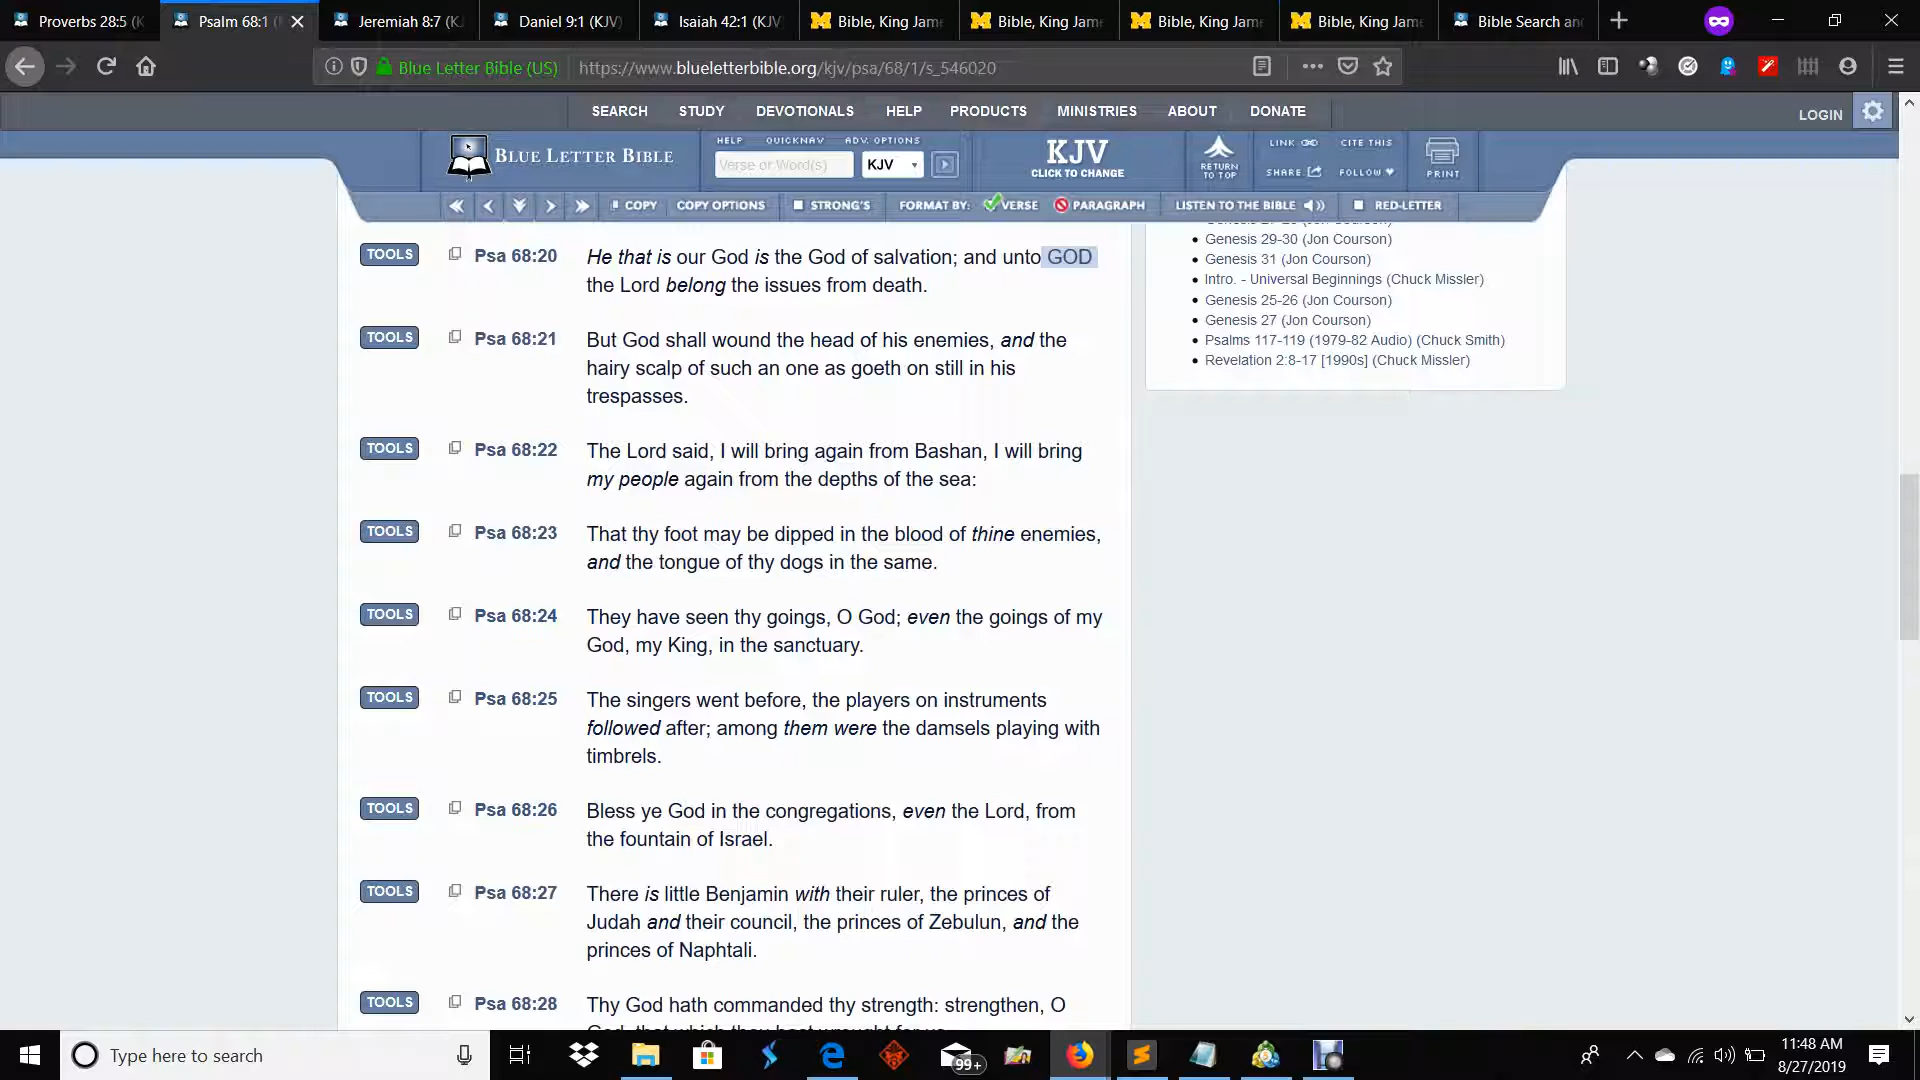 Proverbs 28:5 (K
Psalm 68:1 (
Jeremiah 8:7 (KJ
Daniel 9:1 (KJV)
Isaiah 42:1 (KJV
Bible, King Jame
Bible, King Jame
Bible, King Jame
Bible, King Jame
Bible Search and
Blue Letter Bible (US)
https://www.blueletterbible.org/kjv/psa/68/1/s_546020
SEARCH STUDY DEVOTIONALS HELP PRODUCTS MINISTRIES ABOUT DONATE
LOGIN
BLUE LETTER BIBLE
HELP QUICKNAV ADV. OPTIONS
Verse or Word(s) KJV
KJV
CLICK TO CHANGE
RETURN
TO TOP
LINK CITE THIS
SHARE FOLLOW
PRINT
COPY COPY OPTIONS STRONG'S FORMAT BY: VERSE PARAGRAPH LISTEN TO THE BIBLE RED-LETTER
TOOLS Psa 68:20 He that is our God is the God of salvation; and unto GOD
the Lord belong the issues from death.
TOOLS Psa 68:21 But God shall wound the head of his enemies, and the
hairy scalp of such an one as goeth on still in his
trespasses.
TOOLS Psa 68:22 The Lord said, I will bring again from Bashan, I will bring
my people again from the depths of the sea:
TOOLS Psa 68:23 That thy foot may be dipped in the blood of thine enemies,
and the tongue of thy dogs in the same.
TOOLS Psa 68:24 They have seen thy goings, O God; even the goings of my
God, my King, in the sanctuary.
TOOLS Psa 68:25 The singers went before, the players on instruments
followed after; among them were the damsels playing with
timbrels.
TOOLS Psa 68:26 Bless ye God in the congregations, even the Lord, from
the fountain of Israel.
TOOLS Psa 68:27 There is little Benjamin with their ruler, the princes of
Judah and their council, the princes of Zebulun, and the
princes of Naphtali.
TOOLS Psa 68:28 Thy God hath commanded thy strength: strengthen, O
Genesis 29-30 (Jon Courson)
Genesis 31 (Jon Courson)
Intro. - Universal Beginnings (Chuck Missler)
Genesis 25-26 (Jon Courson)
Genesis 27 (Jon Courson)
Psalms 117-119 (1979-82 Audio) (Chuck Smith)
Revelation 2:8-17 [1990s] (Chuck Missler)
Type here to search
99+
11:48 AM
8/27/2019